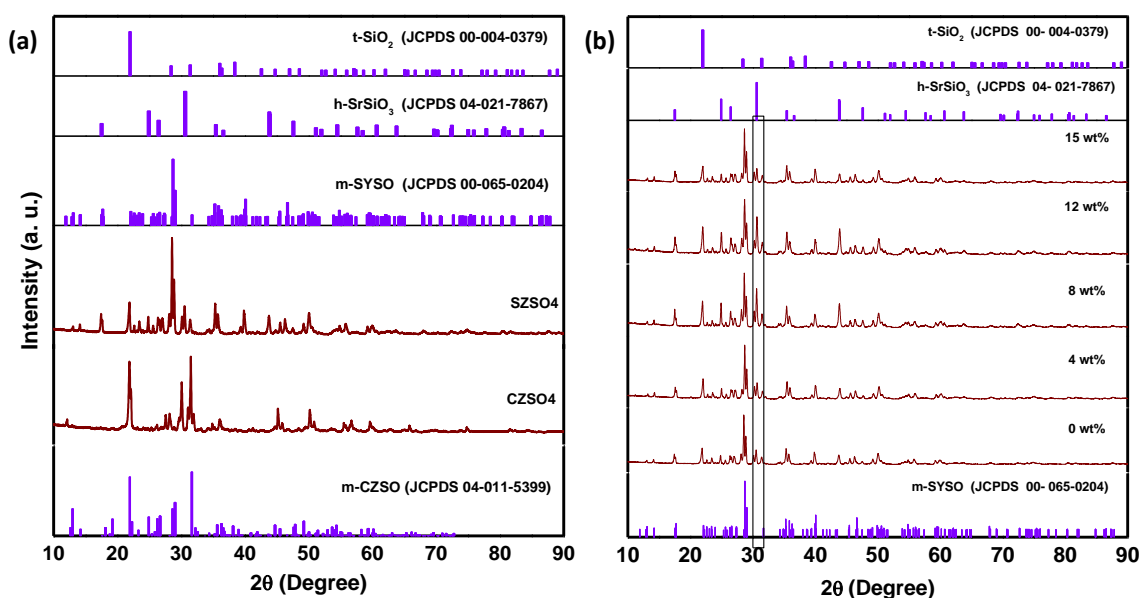 (a)
t-SiO₂ (JCPDS 00-004-0379)
h-SrSiO₃ (JCPDS 04-021-7867)
m-SYSO (JCPDS 00-065-0204)
SZSO4
CZSO4
m-CZSO (JCPDS 04-011-5399)
Intensity (a. u.)
10 20 30 40 50 60 70 80 90
2θ (Degree)
(b)
t-SiO₂ (JCPDS 00- 004-0379)
h-SrSiO₃ (JCPDS 04- 021-7867)
15 wt%
12 wt%
8 wt%
4 wt%
0 wt%
m-SYSO (JCPDS 00- 065-0204)
10 20 30 40 50 60 70 80 90
2θ (Degree)